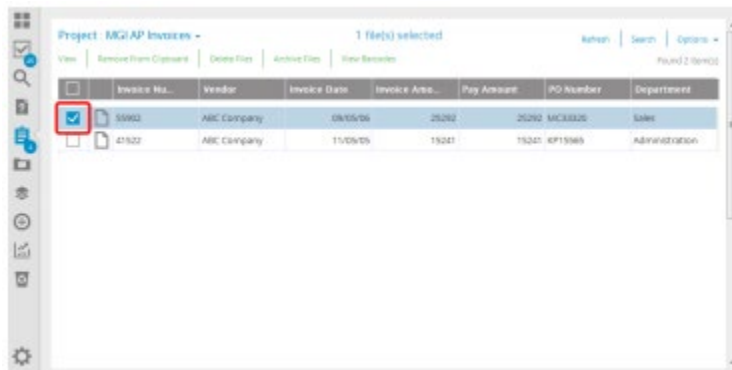 Project : MGI AP Invoices 1 file(s) selected Refresh Search Options
View Remove From Clipboard Delete Files Archive Files View Barcodes Found 2 item(s)
Invoice Nu... Vendor Invoice Date Invoice Amo... Pay Amount PO Number Department
55902 ABC Company 09/05/06 25292 25292 Sales
41522 ABC Company 11/05/05 15241 15241 KP15565 Administration